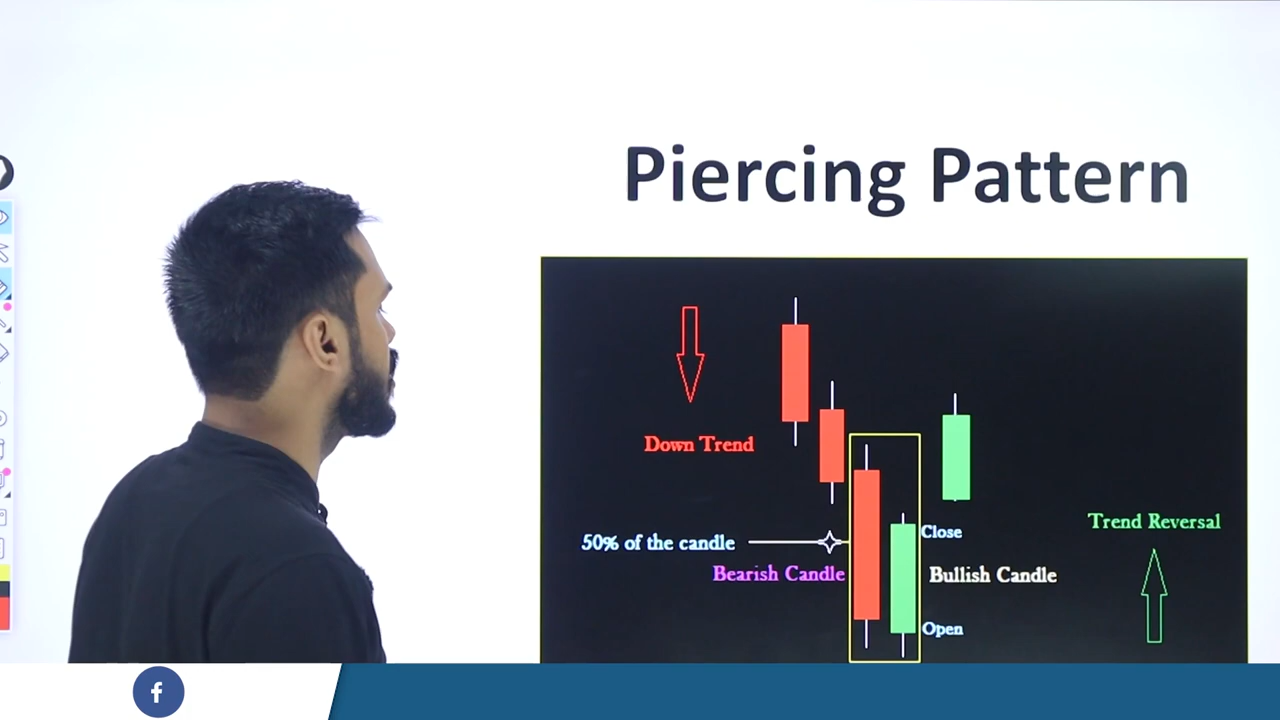 Piercing Pattern
Down Trend
Trend Reversal
Close
50% of the candle
Bearish Candle
Bullish Candle
Open
f